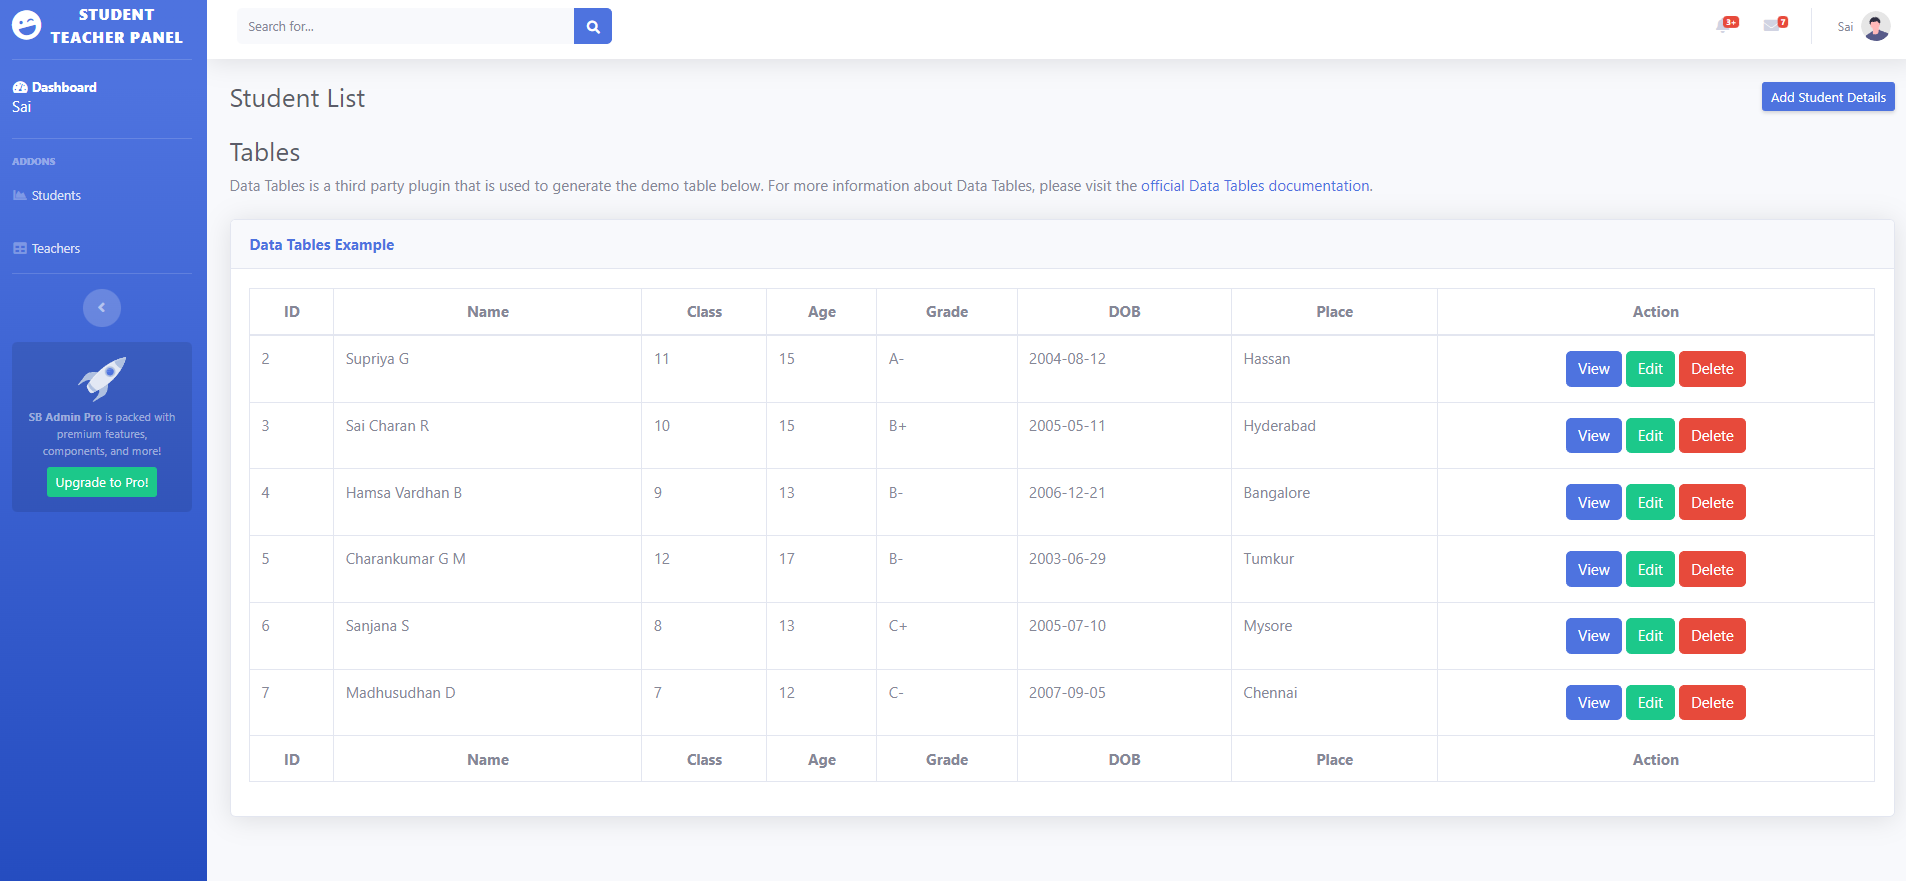 STUDENT
TEACHER PANEL
Search for...
3+
7
Sai
Dashboard
Sai
ADDONS
Students
Teachers
SB Admin Pro is packed with
premium features,
components, and more!
Upgrade to Pro!
Student List
Add Student Details
Tables
Data Tables is a third party plugin that is used to generate the demo table below. For more information about Data Tables, please visit the official Data Tables documentation.
Data Tables Example
ID Name Class Age Grade DOB Place Action
2 Supriya G 11 15 A- 2004-08-12 Hassan View Edit Delete
3 Sai Charan R 10 15 B+ 2005-05-11 Hyderabad View Edit Delete
4 Hamsa Vardhan B 9 13 B- 2006-12-21 Bangalore View Edit Delete
5 Charankumar G M 12 17 B- 2003-06-29 Tumkur View Edit Delete
6 Sanjana S 8 13 C+ 2005-07-10 Mysore View Edit Delete
7 Madhusudhan D 7 12 C- 2007-09-05 Chennai View Edit Delete
ID Name Class Age Grade DOB Place Action